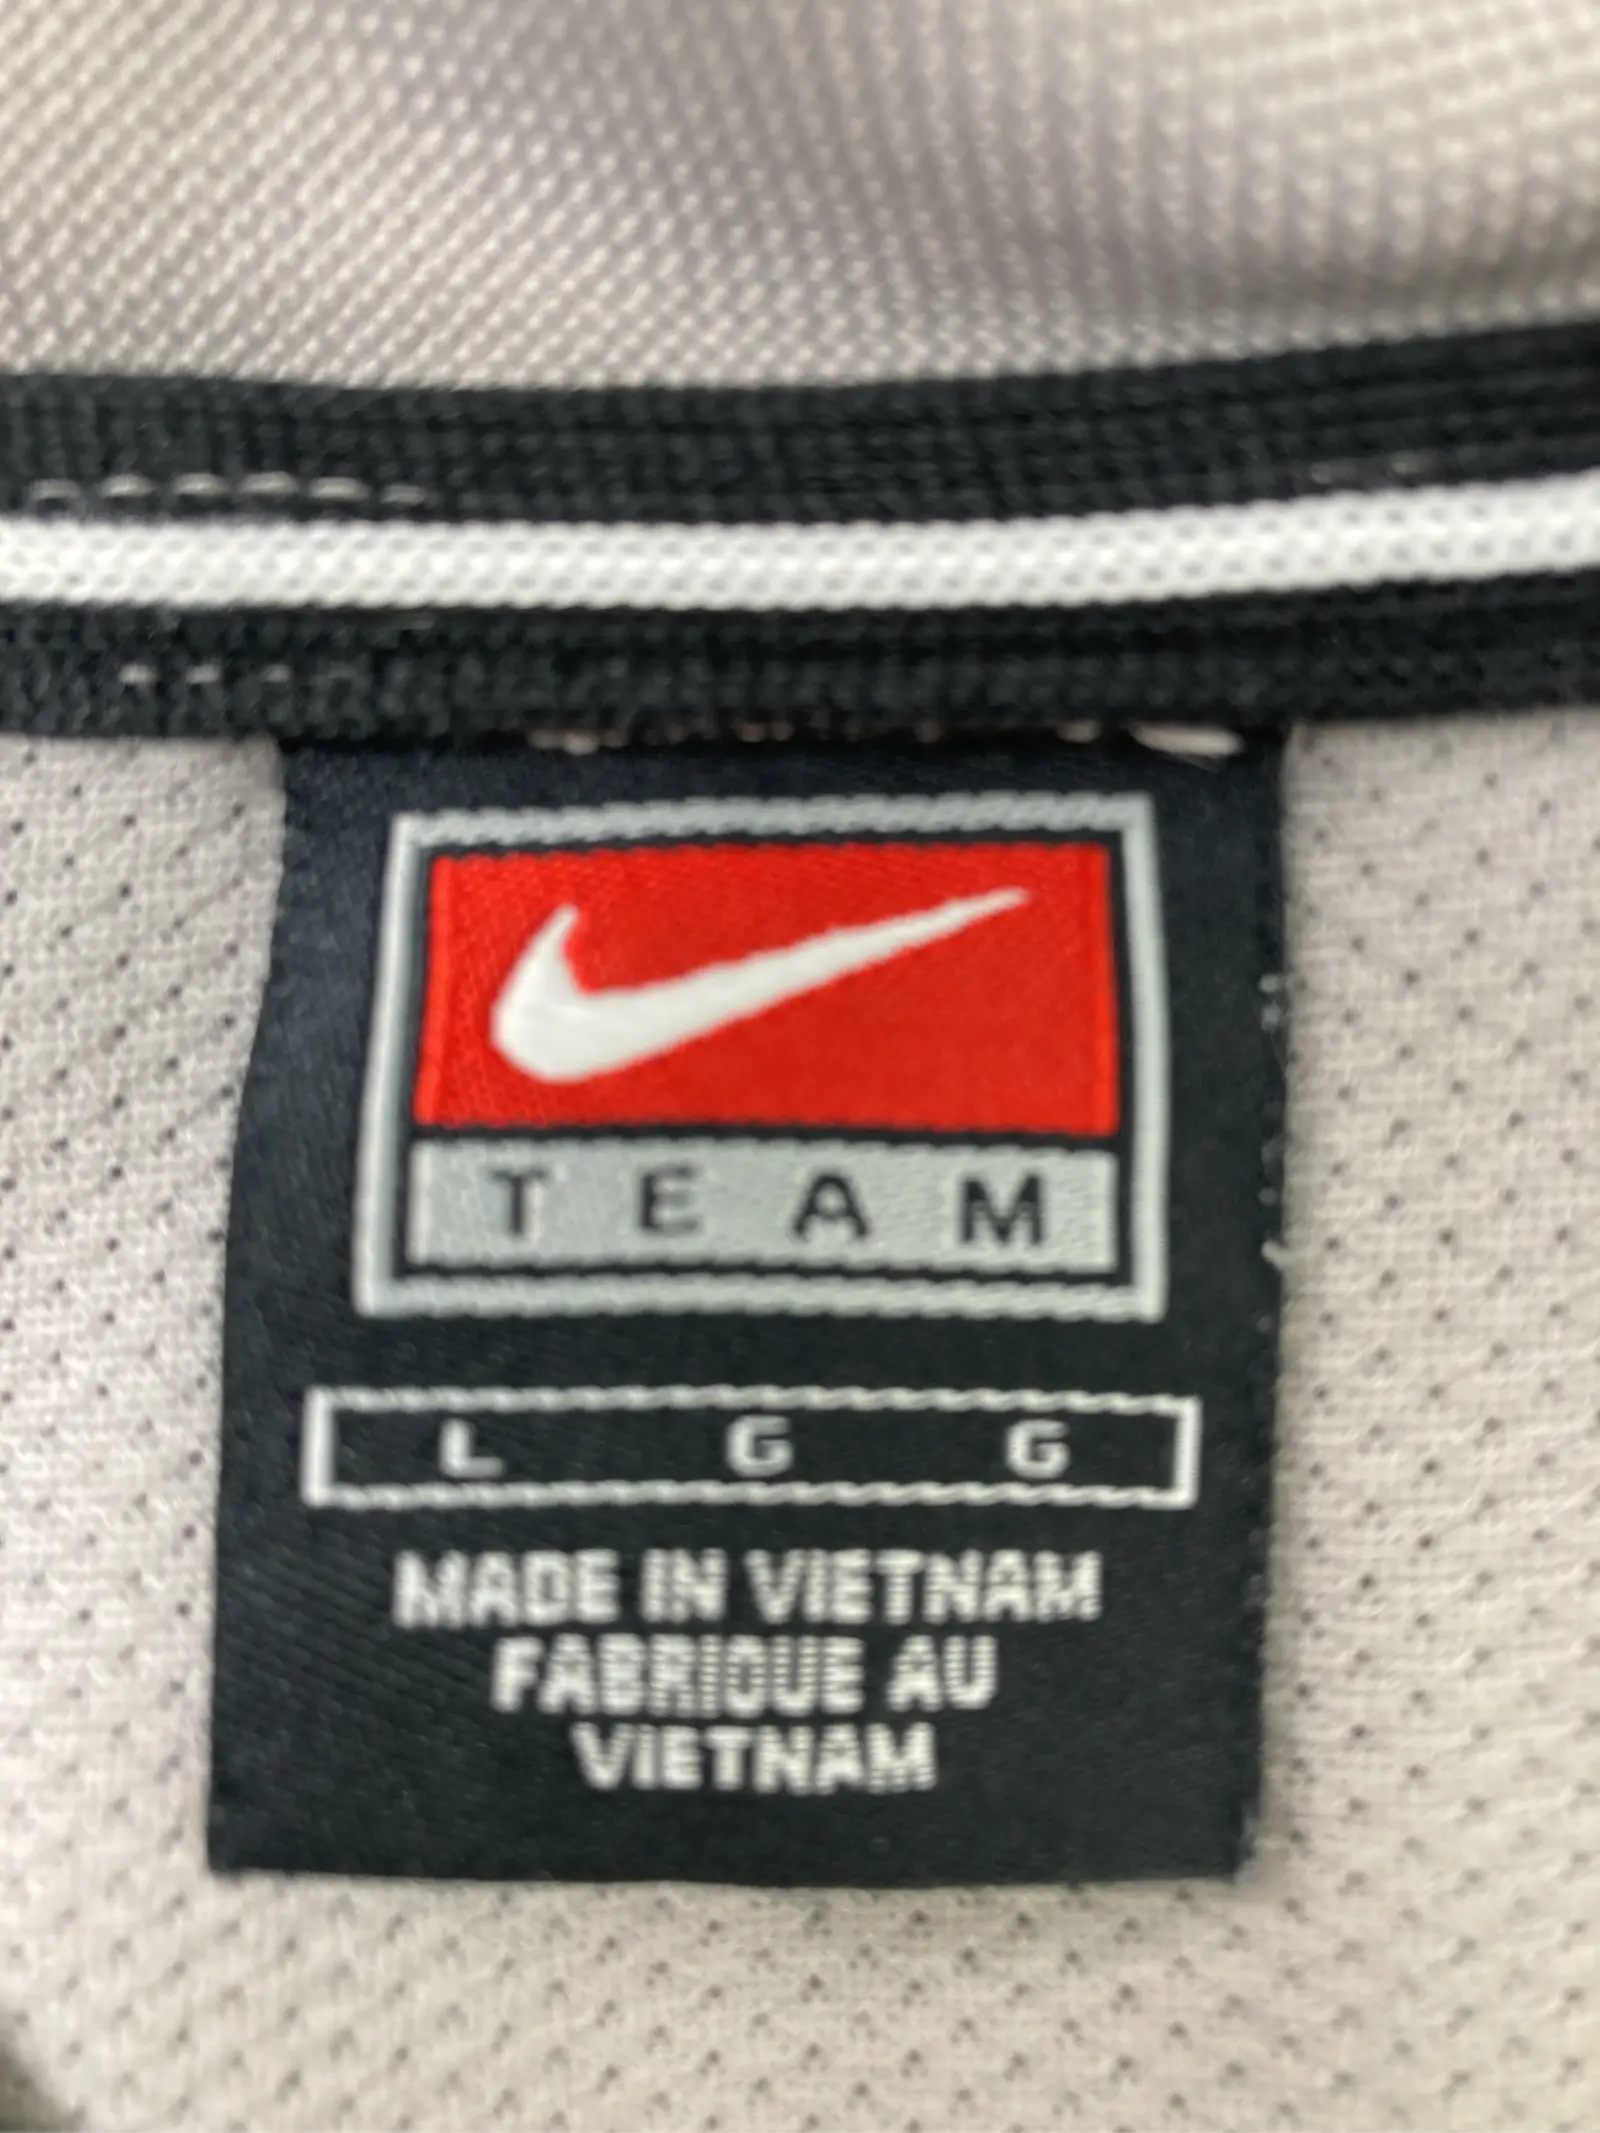 TEAM
L G G
MADE IN VIETNAM
FABRIQUE AU
VIETNAM